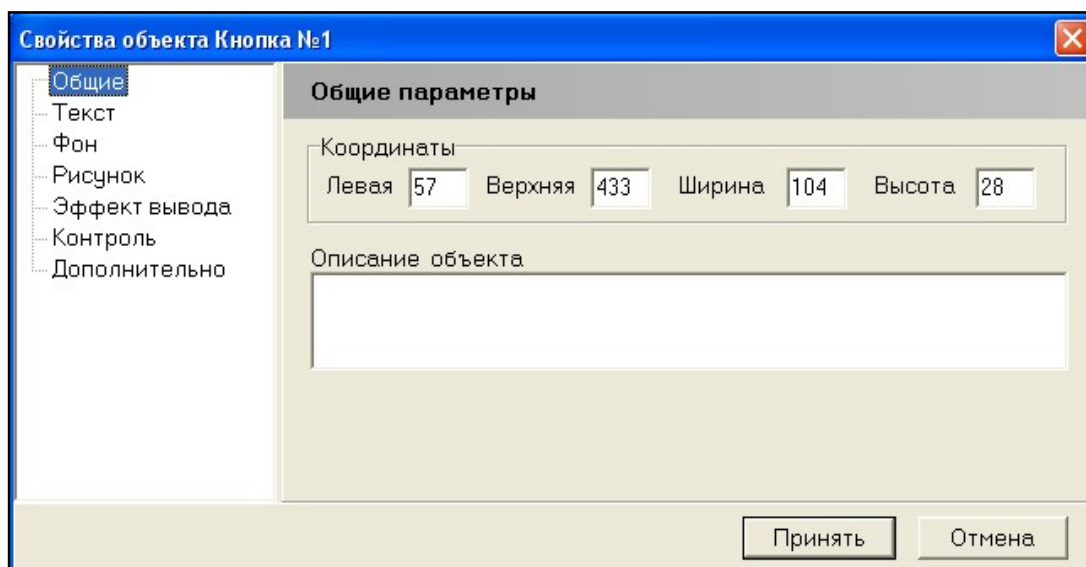 Свойства объекта Кнопка №1
Общие
Текст
Фон
Рисунок
Эффект вывода
Контроль
Дополнительно
Общие параметры
Координаты
Левая 57 Верхняя 433 Ширина 104 Высота 28
Описание объекта
Принять Отмена